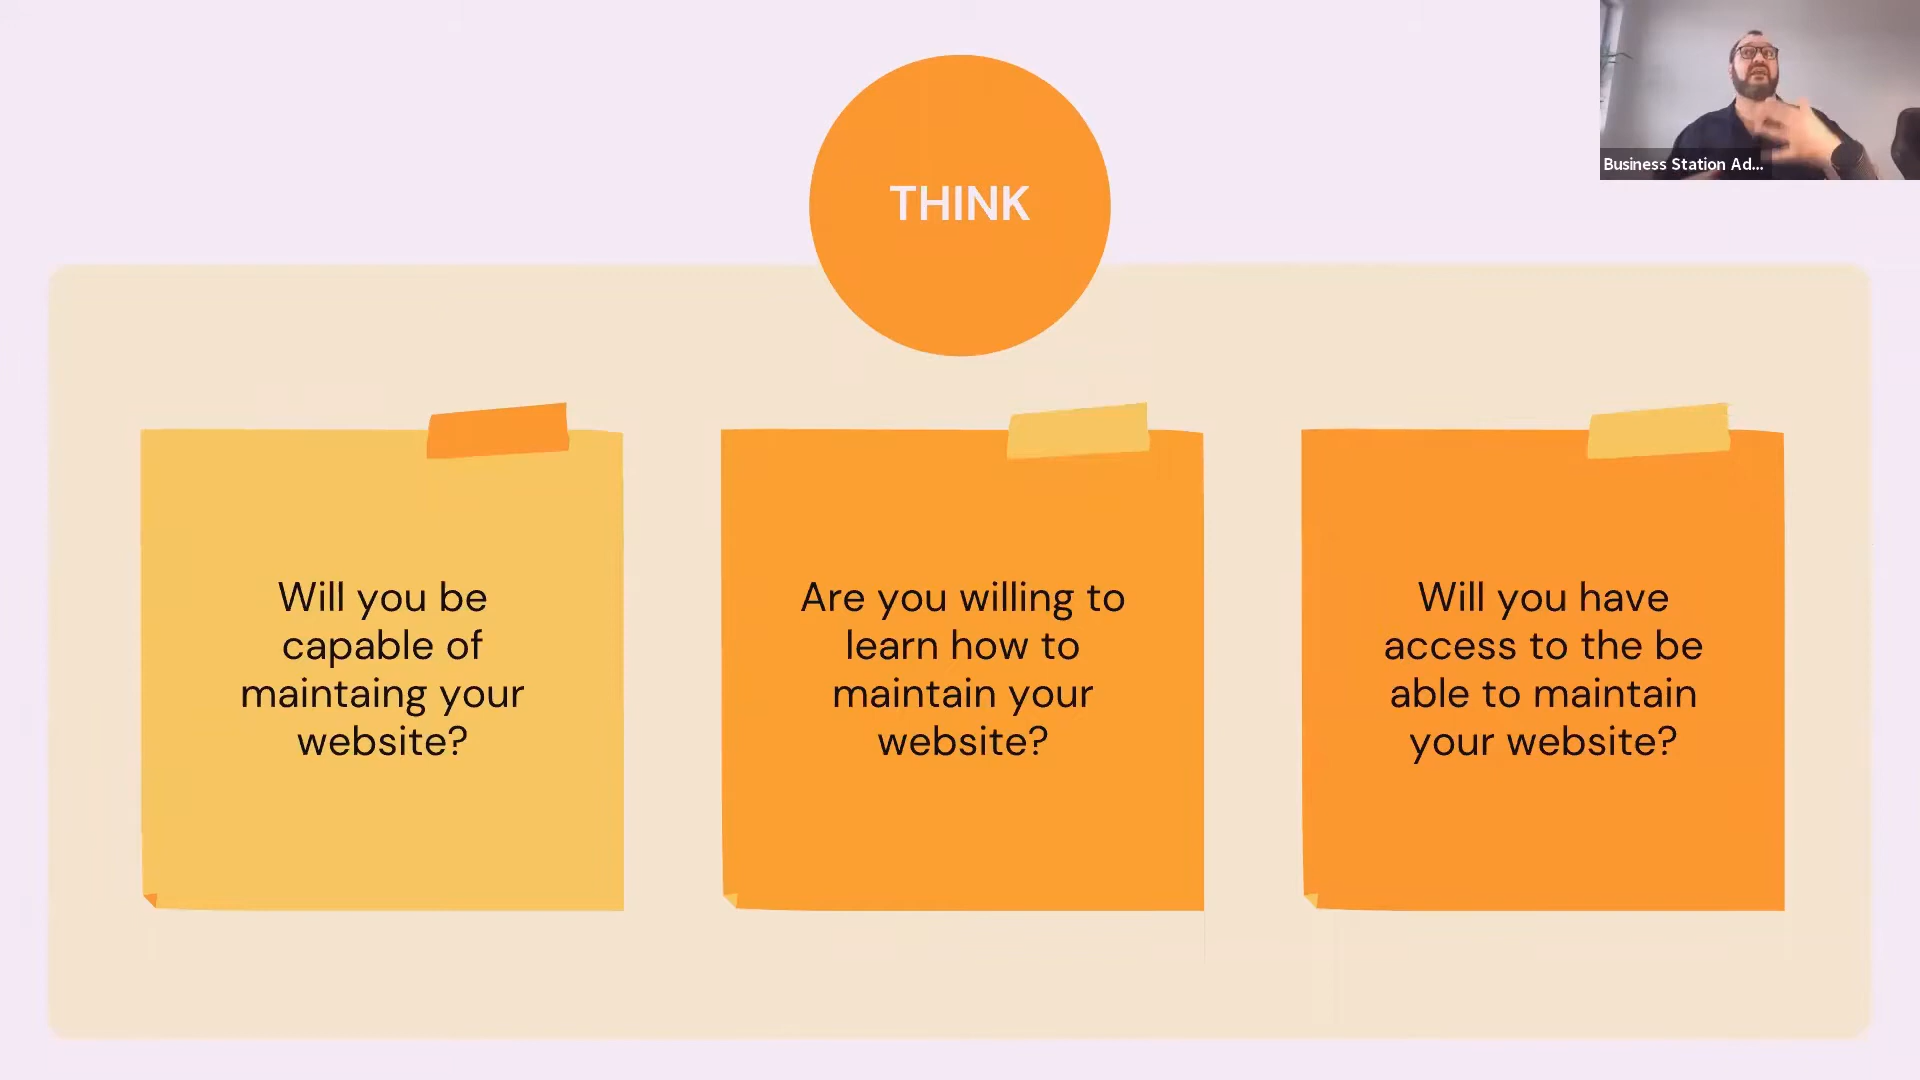 THINK
Business Station Ad...
Will you be
capable of
maintaing your
website?
Are you willing to
learn how to
maintain your
website?
Will you have
access to the be
able to maintain
your website?